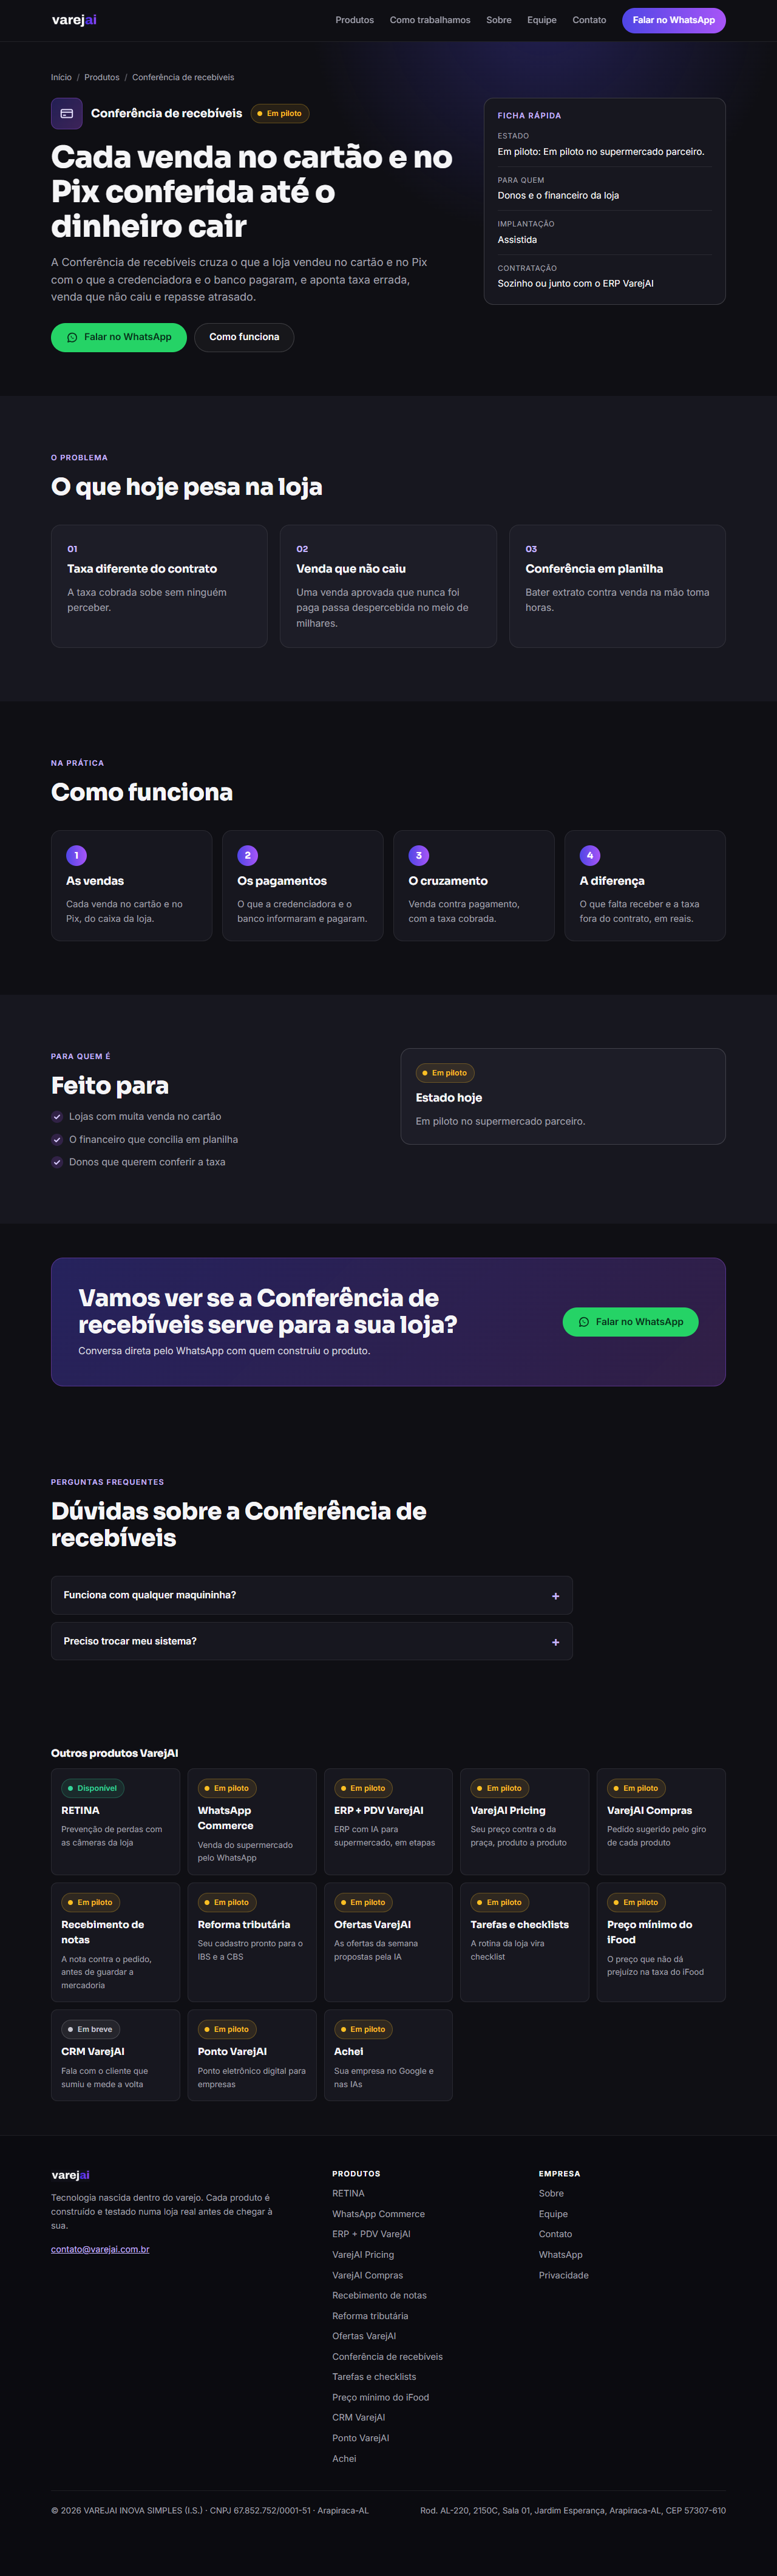 varejai
Produtos
Como trabalhamos
Sobre
Equipe
Contato
Falar no WhatsApp
Início / Produtos / Conferência de recebíveis
Conferência de recebíveis
Em piloto
Cada venda no cartão e no
Pix conferida até o
dinheiro cair
A Conferência de recebíveis cruza o que a loja vendeu no cartão e no Pix
com o que a credenciadora e o banco pagaram, e aponta taxa errada,
venda que não caiu e repasse atrasado.
Falar no WhatsApp
Como funciona
FICHA RÁPIDA
ESTADO
Em piloto: Em piloto no supermercado parceiro.
PARA QUEM
Donos e o financeiro da loja
IMPLANTAÇÃO
Assistida
CONTRATAÇÃO
Sozinho ou junto com o ERP VarejAI
O PROBLEMA
O que hoje pesa na loja
01
Taxa diferente do contrato
A taxa cobrada sobe sem ninguém
perceber.
02
Venda que não caiu
Uma venda aprovada que nunca foi
paga passa despercebida no meio de
milhares.
03
Conferência em planilha
Bater extrato contra venda na mão toma
horas.
NA PRÁTICA
Como funciona
1
As vendas
Cada venda no cartão e no
Pix, do caixa da loja.
2
Os pagamentos
O que a credenciadora e o
banco informaram e pagaram.
3
O cruzamento
Venda contra pagamento,
com a taxa cobrada.
4
A diferença
O que falta receber e a taxa
fora do contrato, em reais.
PARA QUEM É
Feito para
Lojas com muita venda no cartão
O financeiro que concilia em planilha
Donos que querem conferir a taxa
Em piloto
Estado hoje
Em piloto no supermercado parceiro.
Vamos ver se a Conferência de
recebíveis serve para a sua loja?
Conversa direta pelo WhatsApp com quem construiu o produto.
Falar no WhatsApp
PERGUNTAS FREQUENTES
Dúvidas sobre a Conferência de
recebíveis
Funciona com qualquer maquininha?
+
Preciso trocar meu sistema?
+
Outros produtos VarejAI
Disponível
RETINA
Prevenção de perdas com
as câmeras da loja
Em piloto
WhatsApp
Commerce
Venda do supermercado
pelo WhatsApp
Em piloto
ERP + PDV VarejAI
ERP com IA para
supermercado, em etapas
Em piloto
VarejAI Pricing
Seu preço contra o da
praça, produto a produto
Em piloto
VarejAI Compras
Pedido sugerido pelo giro
de cada produto
Em piloto
Recebimento de
notas
A nota contra o pedido,
antes de guardar a
mercadoria
Em piloto
Reforma tributária
Seu cadastro pronto para o
IBS e a CBS
Em piloto
Ofertas VarejAI
As ofertas da semana
propostas pela IA
Em piloto
Tarefas e checklists
A rotina da loja vira
checklist
Em piloto
Preço mínimo do
iFood
O preço que não dá
prejuízo na taxa do iFood
Em breve
CRM VarejAI
Fala com o cliente que
sumiu e mede a volta
Em piloto
Ponto VarejAI
Ponto eletrônico digital para
empresas
Em piloto
Achei
Sua empresa no Google e
nas IAs
varejai
Tecnologia nascida dentro do varejo. Cada produto é
construído e testado numa loja real antes de chegar à
sua.
contato@varejai.com.br
PRODUTOS
RETINA
WhatsApp Commerce
ERP + PDV VarejAI
VarejAI Pricing
VarejAI Compras
Recebimento de notas
Reforma tributária
Ofertas VarejAI
Conferência de recebíveis
Tarefas e checklists
Preço mínimo do iFood
CRM VarejAI
Ponto VarejAI
Achei
EMPRESA
Sobre
Equipe
Contato
WhatsApp
Privacidade
© 2026 VAREJAI INOVA SIMPLES (I.S.) · CNPJ 67.852.752/0001-51 · Arapiraca-AL
Rod. AL-220, 2150C, Sala 01, Jardim Esperança, Arapiraca-AL, CEP 57307-610